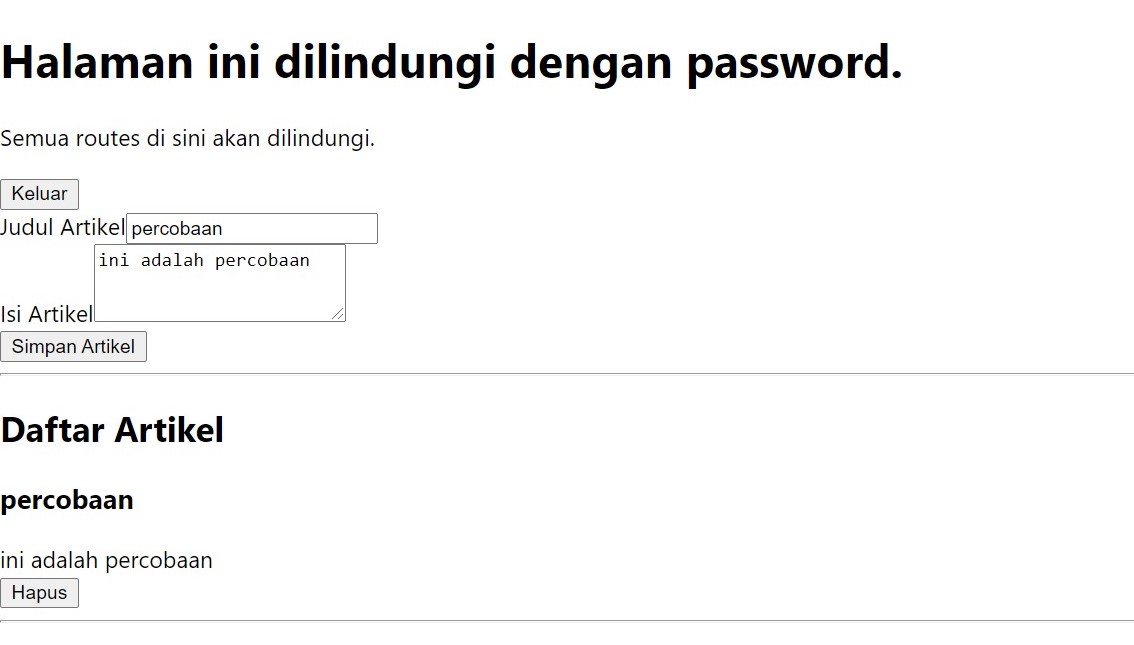 Halaman ini dilindungi dengan password.
Semua routes di sini akan dilindungi.
Keluar
Judul Artikel percobaan
ini adalah percobaan
Isi Artikel
Simpan Artikel
Daftar Artikel
percobaan
ini adalah percobaan
Hapus